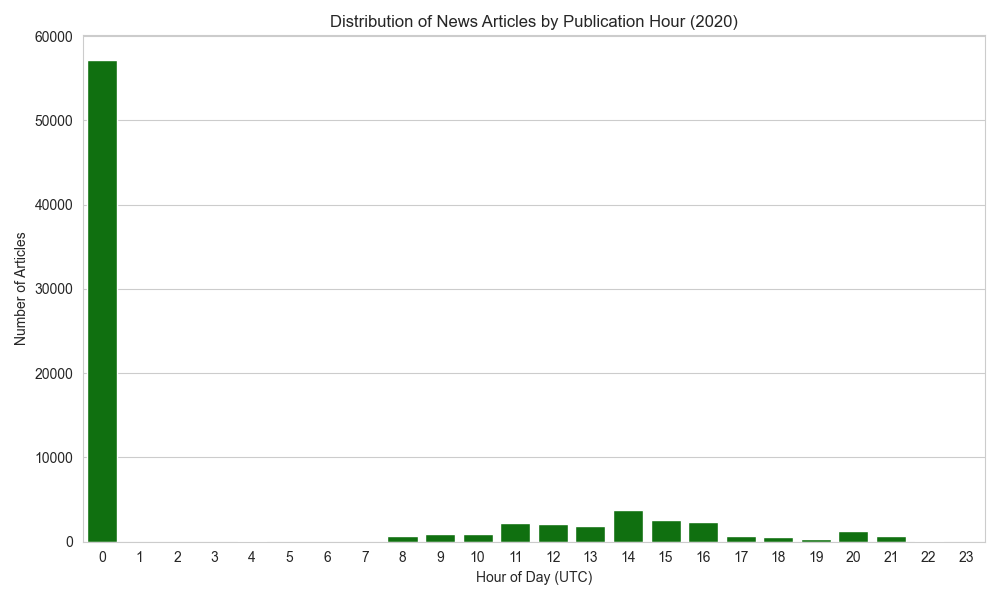 Distribution of News Articles by Publication Hour (2020)
60000
50000
40000
30000
20000
10000
0
Number of Articles
0 1 2 3 4 5 6 7 8 9 10 11 12 13 14 15 16 17 18 19 20 21 22 23
Hour of Day (UTC)